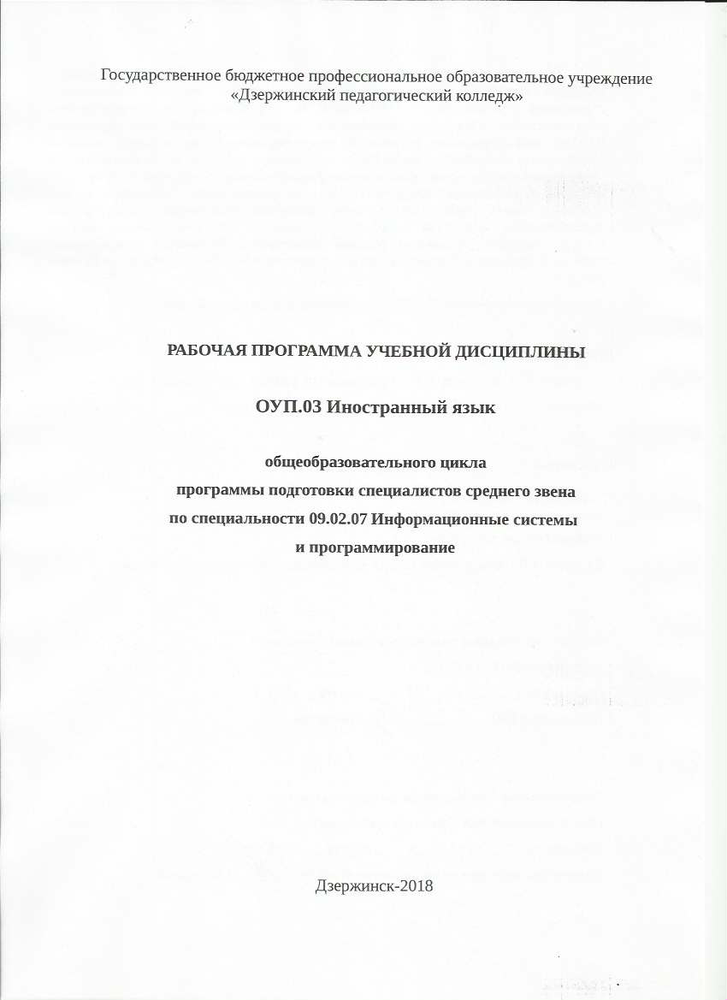 Государственное бюджетное профессиональное образовательное учреждение
«Дзержинский педагогический колледж»
РАБОЧАЯ ПРОГРАММА УЧЕБНОЙ ДИСЦИПЛИНЫ
ОУП.03 Иностранный язык
общеобразовательного цикла
программы подготовки специалистов среднего звена
по специальности 09.02.07 Информационные системы
и программирование
Дзержинск-2018